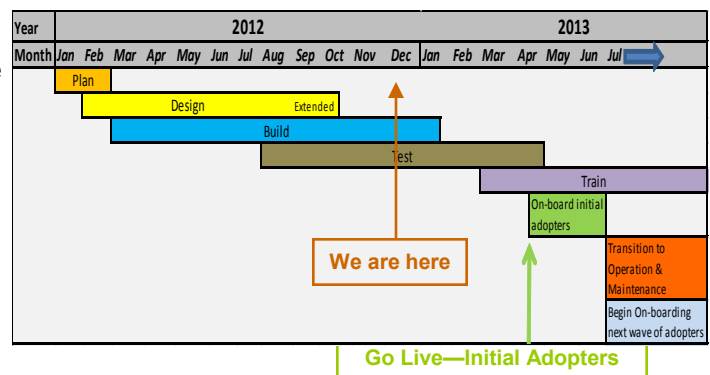 Year 2012 2013
Month Jan Feb Mar Apr May Jun Jul Aug Sep Oct Nov Dec Jan Feb Mar Apr May Jun Jul
Plan
Design Extended
Build
Test
Train
On-board initial
adopters
We are here
Transition to
Operation &
Maintenance
Begin On-boarding
next wave of adopters
Go Live—Initial Adopters